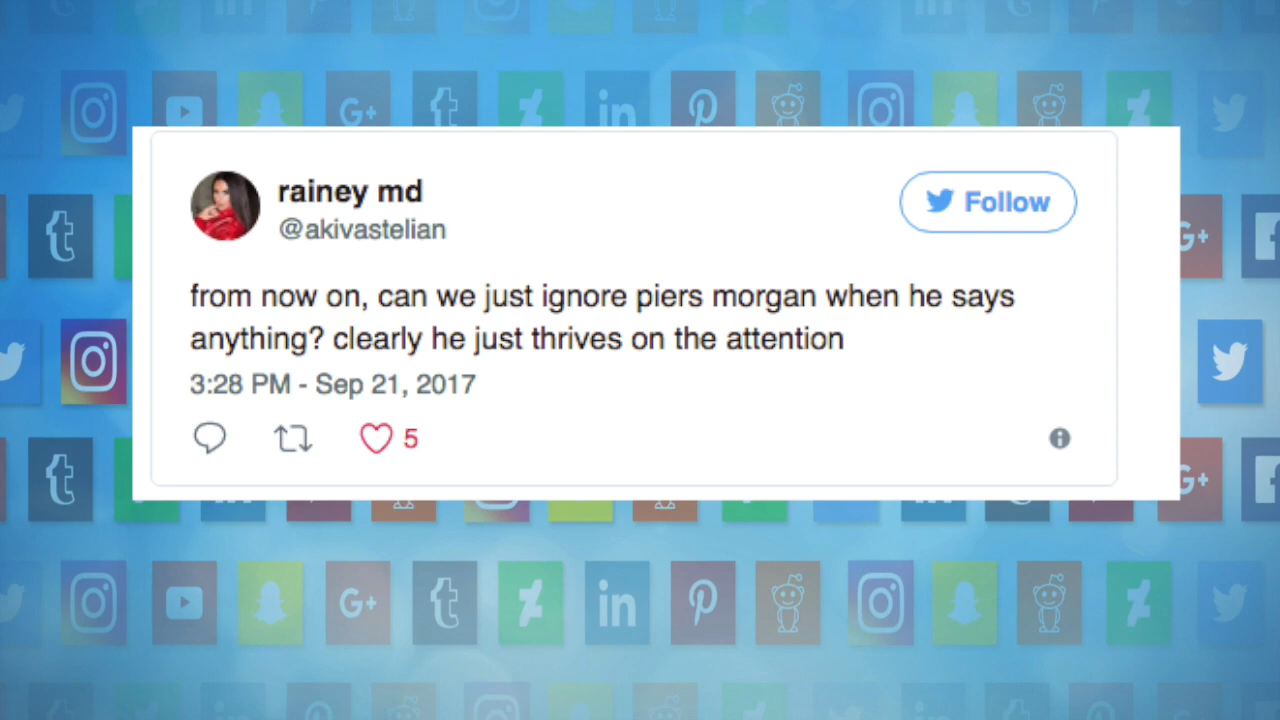 rainey md
@akivastelian
Follow
from now on, can we just ignore piers morgan when he says
anything? clearly he just thrives on the attention
3:28 PM - Sep 21, 2017
5